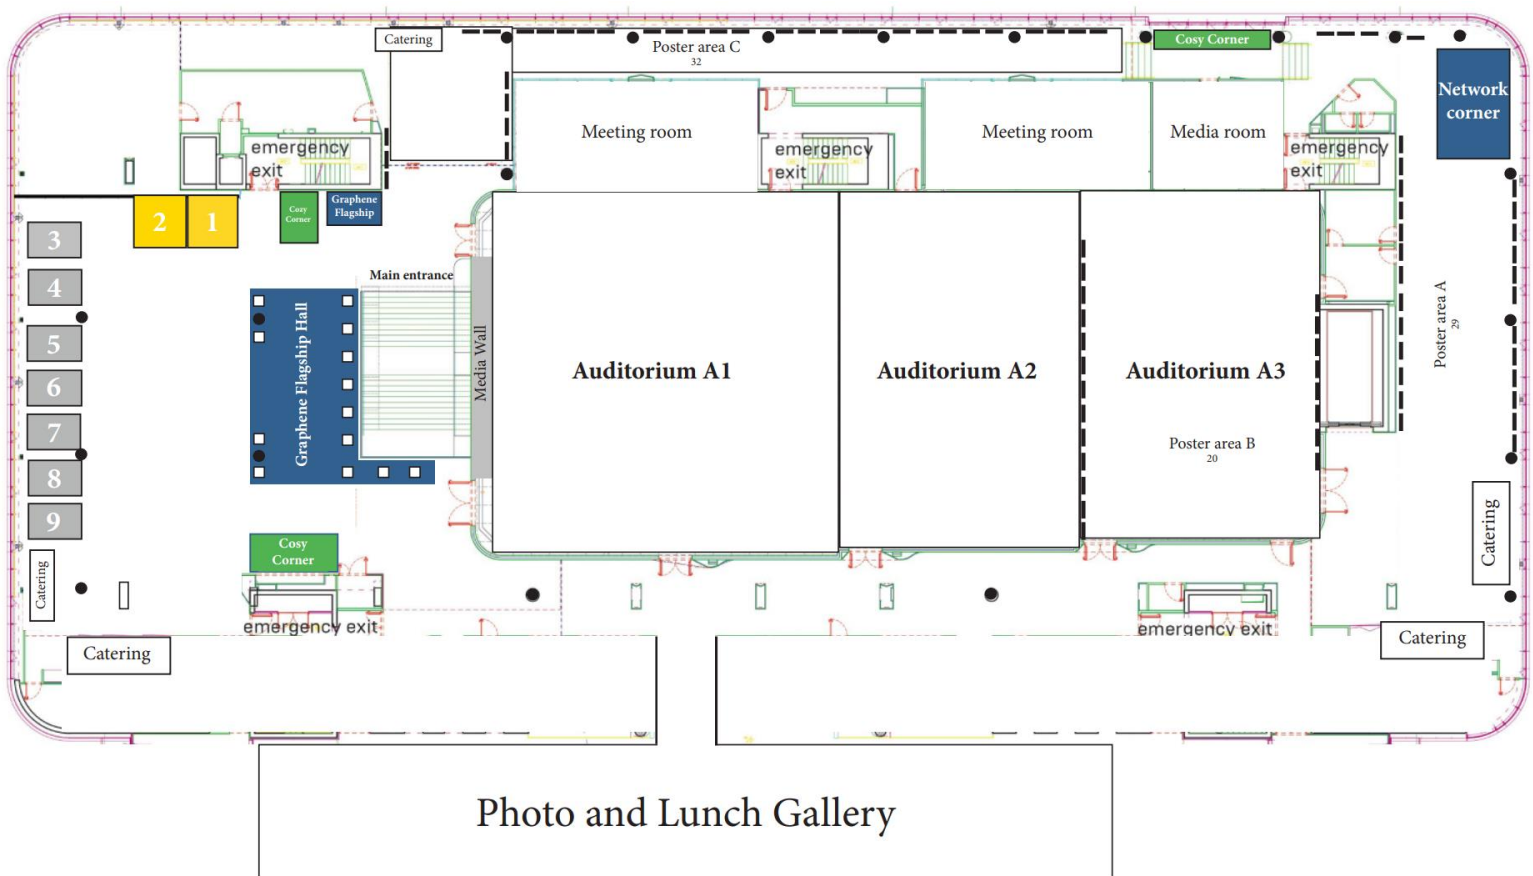 Catering
Poster area C
32
Cosy Corner
Network
corner
Meeting room
Meeting room
Media room
emergency
exit
emergency
exit
emergency
exit
2
1
Cozy
Corner
Graphene
Flagship
3
4
5
6
7
8
9
Main entrance
Graphene Flagship Hall
Media Wall
Auditorium A1
Auditorium A2
Auditorium A3
Poster area B
20
Poster area A
29
Cosy
Corner
Catering
Catering
emergency exit
emergency exit
Catering
Catering
Photo and Lunch Gallery